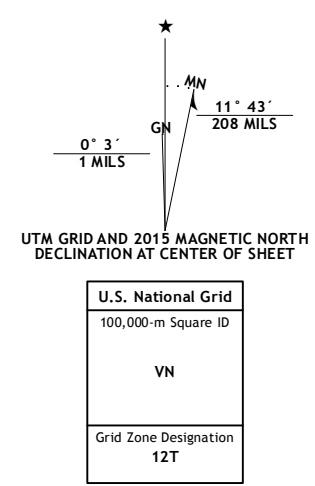 ★
MN
GN
11° 43´
208 MILS
0° 3´
1 MILS
UTM GRID AND 2015 MAGNETIC NORTH
DECLINATION AT CENTER OF SHEET
U.S. National Grid
100,000-m Square ID
VN
Grid Zone Designation
12T